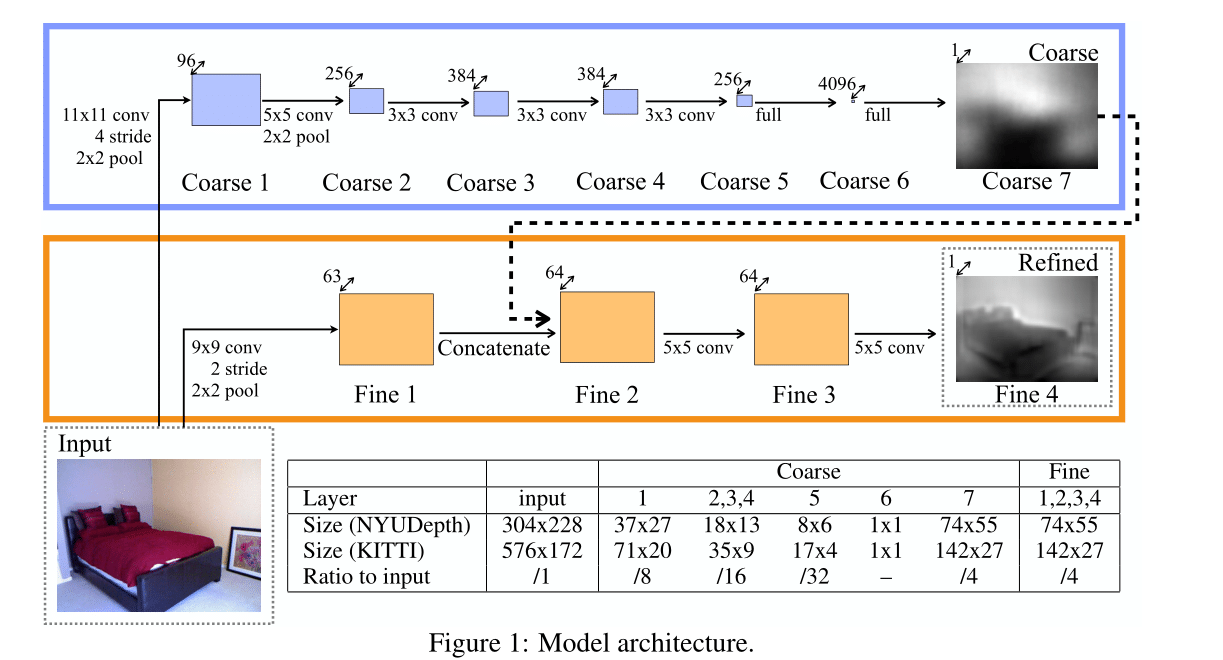 96
256
384
384
256
4096
1
Coarse
11x11 conv
4 stride
2x2 pool
5x5 conv
2x2 pool
3x3 conv
3x3 conv
3x3 conv
full
full
Coarse 1
Coarse 2
Coarse 3
Coarse 4
Coarse 5
Coarse 6
Coarse 7
63
64
64
1
Refined
9x9 conv
2 stride
2x2 pool
Concatenate
5x5 conv
5x5 conv
Fine 1
Fine 2
Fine 3
Fine 4
Input
Coarse Fine
Layer input 1 2,3,4 5 6 7 1,2,3,4
Size (NYUDepth) 304x228 37x27 18x13 8x6 1x1 74x55 74x55
Size (KITTI) 576x172 71x20 35x9 17x4 1x1 142x27 142x27
Ratio to input /1 /8 /16 /32 – /4 /4
Figure 1: Model architecture.